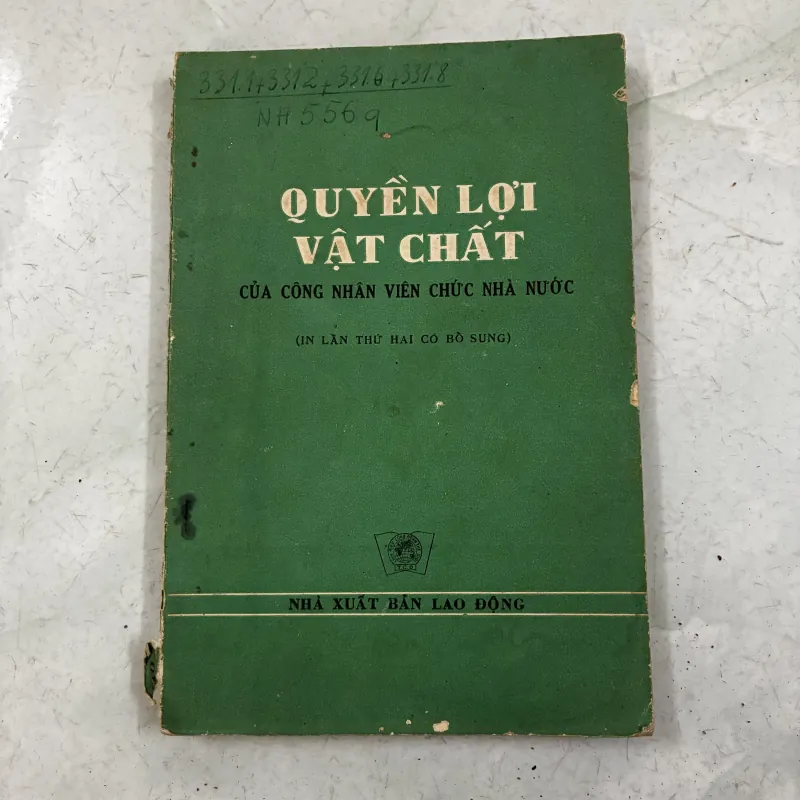 331.1+331.2+331.6+331.8
NH 556q
QUYỀN LỢI
VẬT CHẤT
CỦA CÔNG NHÂN VIÊN CHỨC NHÀ NƯỚC
(IN LẦN THỨ HAI CÓ BỔ SUNG)
NHÀ XUẤT BẢN LAO ĐỘNG